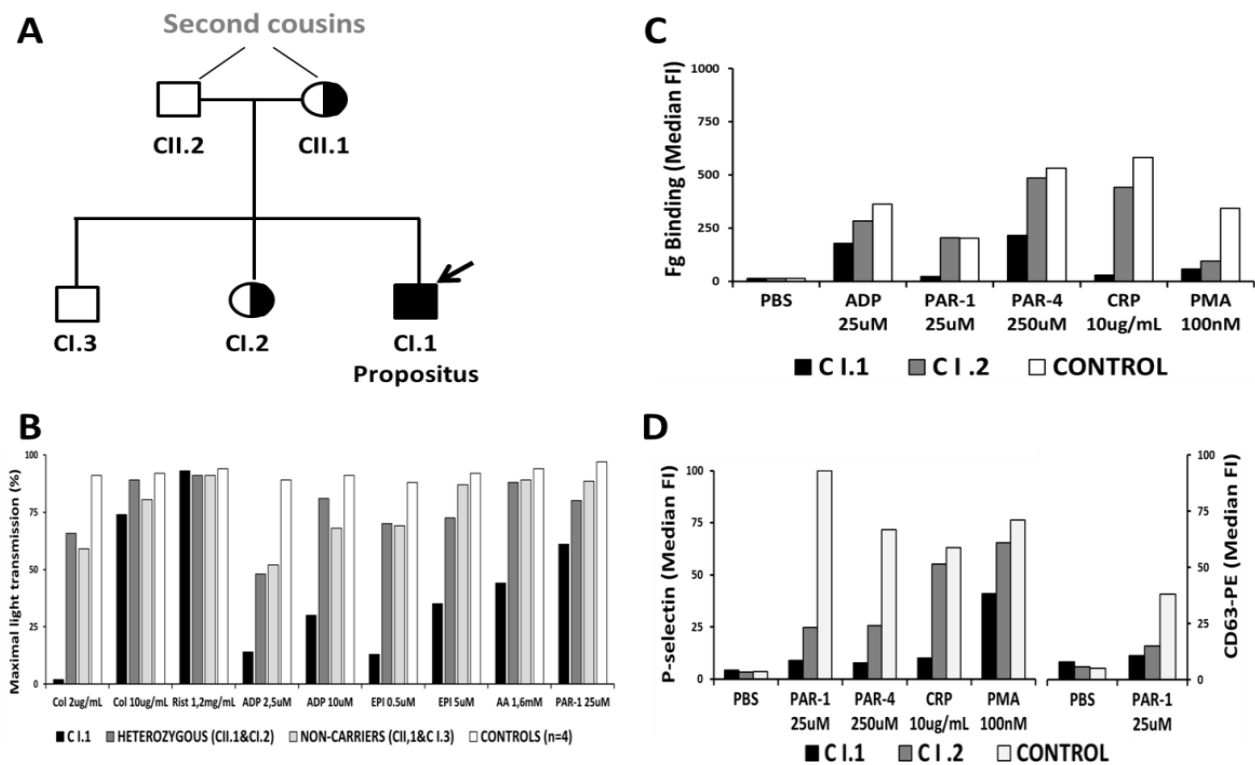 A
Second cousins
CII.2
CII.1
CI.3
CI.2
CI.1
Propositus
B
Maximal light transmission (%)
100
75
50
25
0
Col 2ug/mL Col 10ug/mL Rist 1,2mg/mL ADP 2,5uM ADP 10uM EPI 0.5uM EPI 5uM AA 1,6mM PAR-1 25uM
C I.1 HETEROZYGOUS (CII.1&CI.2) NON-CARRIERS (CII,1&C I.3) CONTROLS (n=4)
C
Fg Binding (Median FI)
1000
750
500
250
0
PBS ADP PAR-1 PAR-4 CRP PMA
25uM 25uM 250uM 10ug/mL 100nM
C I.1 C I .2 CONTROL
D
P-selectin (Median FI)
100
75
50
25
0
PBS PAR-1 PAR-4 CRP PMA
25uM 250uM 10ug/mL 100nM
CD63-PE (Median FI)
100
75
50
25
0
PBS PAR-1
25uM
C I.1 C I .2 CONTROL